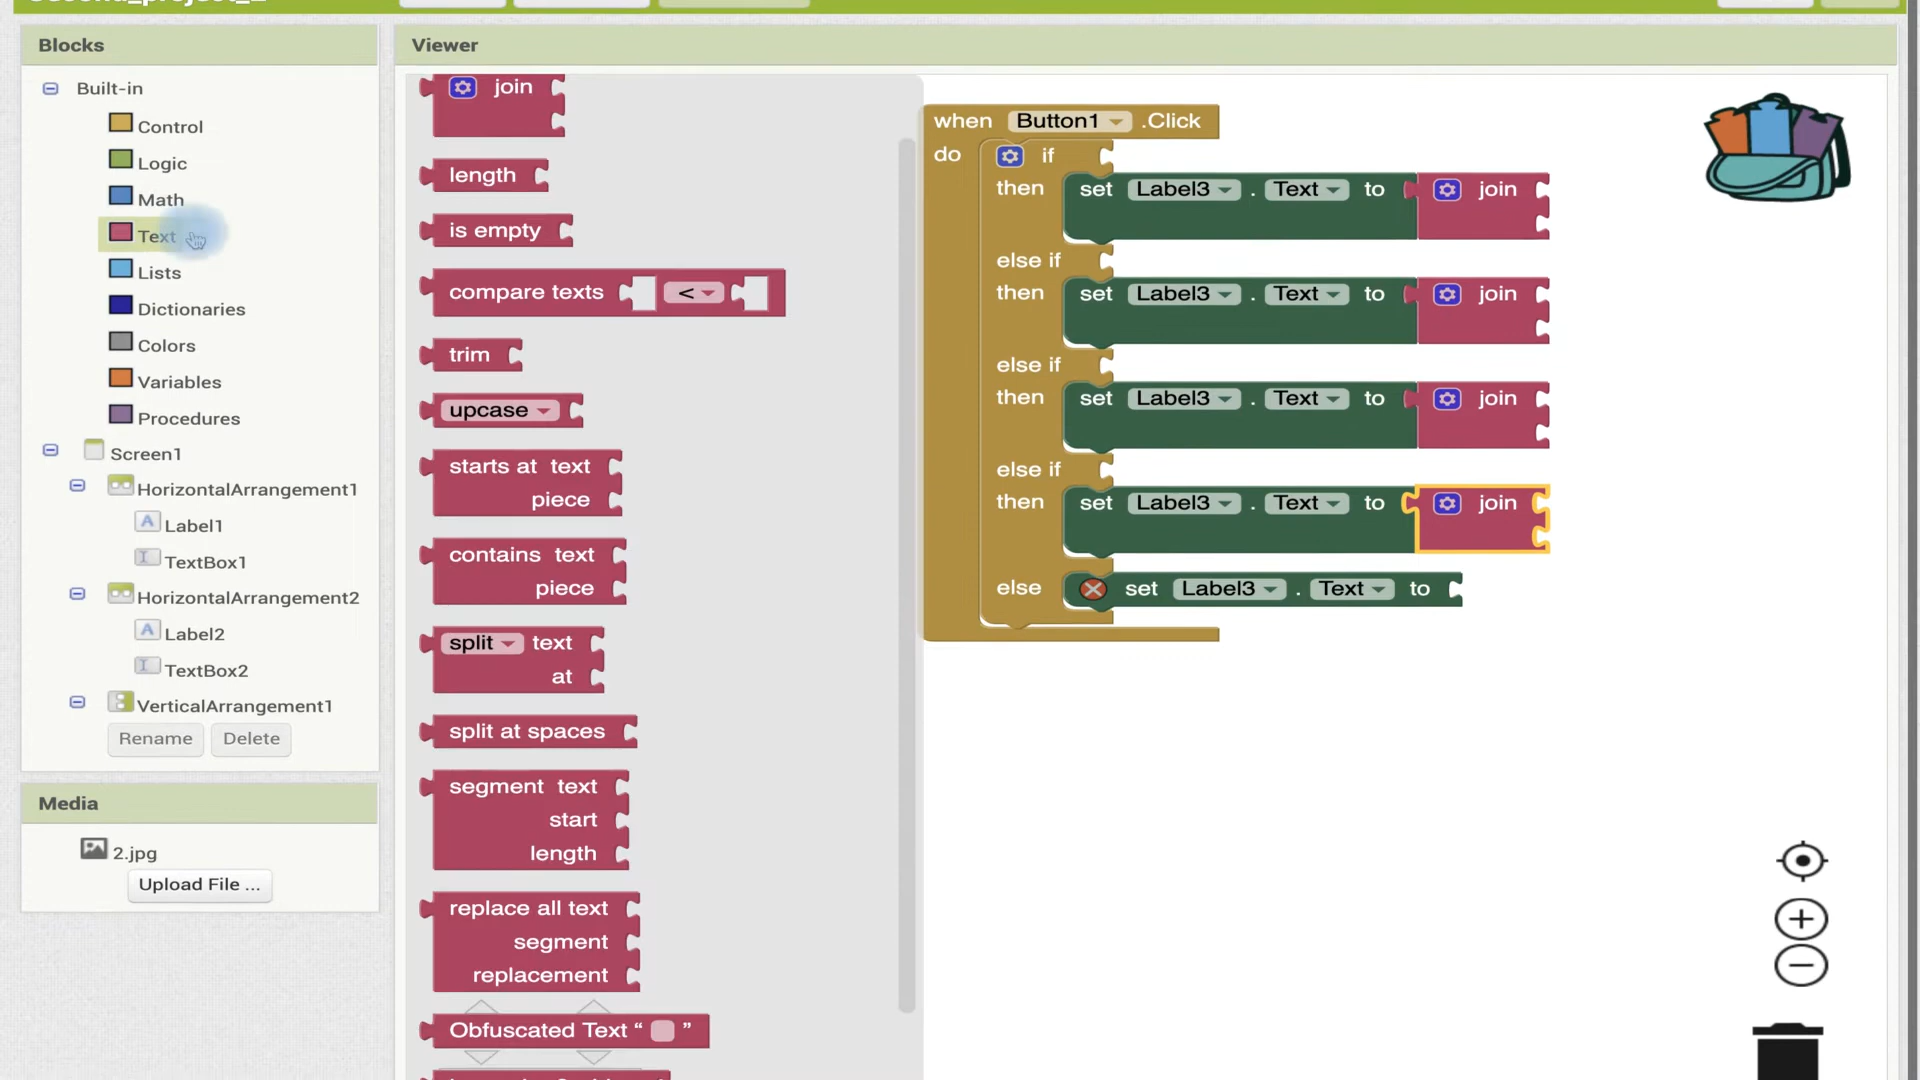 Blocks
Viewer
Built-in
Control
Logic
Math
Text
Lists
Dictionaries
Colors
Variables
Procedures
Screen1
HorizontalArrangement1
A Label1
TextBox1
HorizontalArrangement2
A Label2
TextBox2
VerticalArrangement1
Rename Delete
Media
2.jpg
Upload File ...
join
length
is empty
compare texts <
trim
upcase
starts at text
piece
contains text
piece
split text
at
split at spaces
segment text
start
length
replace all text
segment
replacement
Obfuscated Text “ ”
when Button1 .Click
do if
then set Label3 . Text to join
else if
then set Label3 . Text to join
else if
then set Label3 . Text to join
else if
then set Label3 . Text to join
else set Label3 . Text to